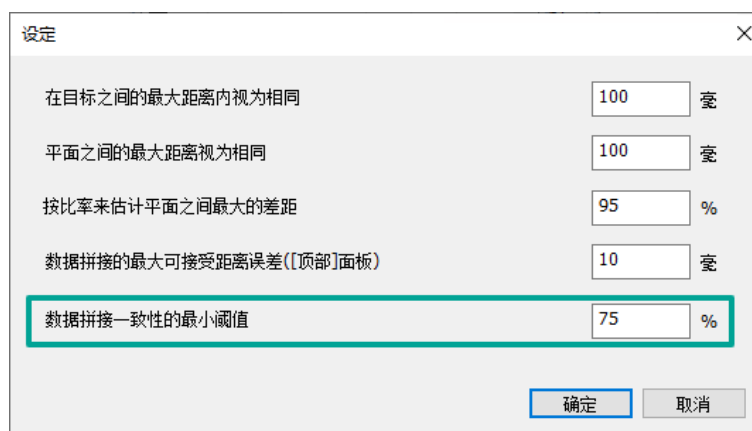 设定
在目标之间的最大距离内视为相同 100 毫
平面之间的最大距离视为相同 100 毫
按比率来估计平面之间最大的差距 95 %
数据拼接的最大可接受距离误差([顶部]面板) 10 毫
数据拼接一致性的最小阈值 75 %
确定 取消